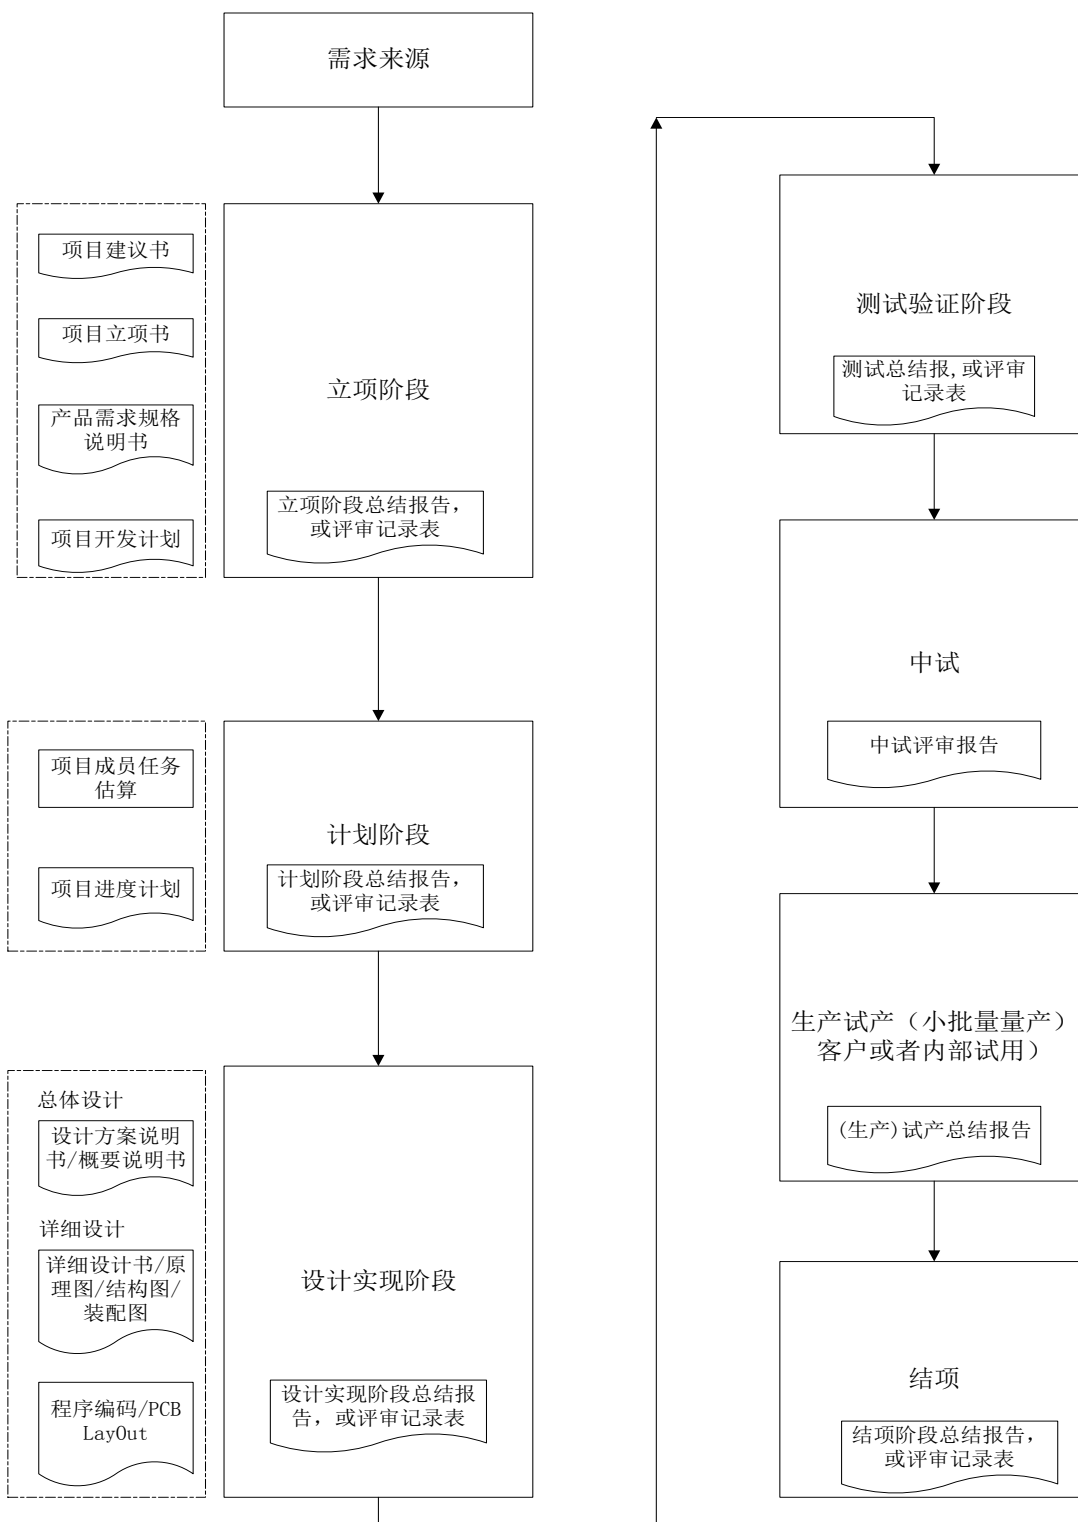 需求来源
项目建议书
项目立项书
产品需求规格
说明书
项目开发计划
立项阶段
立项阶段总结报告，
或评审记录表
项目成员任务
估算
项目进度计划
计划阶段
计划阶段总结报告，
或评审记录表
总体设计
设计方案说明
书/概要说明书
详细设计
详细设计书/原
理图/结构图/
装配图
程序编码/PCB
LayOut
设计实现阶段
设计实现阶段总结报
告，或评审记录表
测试验证阶段
测试总结报,或评审
记录表
中试
中试评审报告
生产试产（小批量量产）
客户或者内部试用）
(生产)试产总结报告
结项
结项阶段总结报告，
或评审记录表